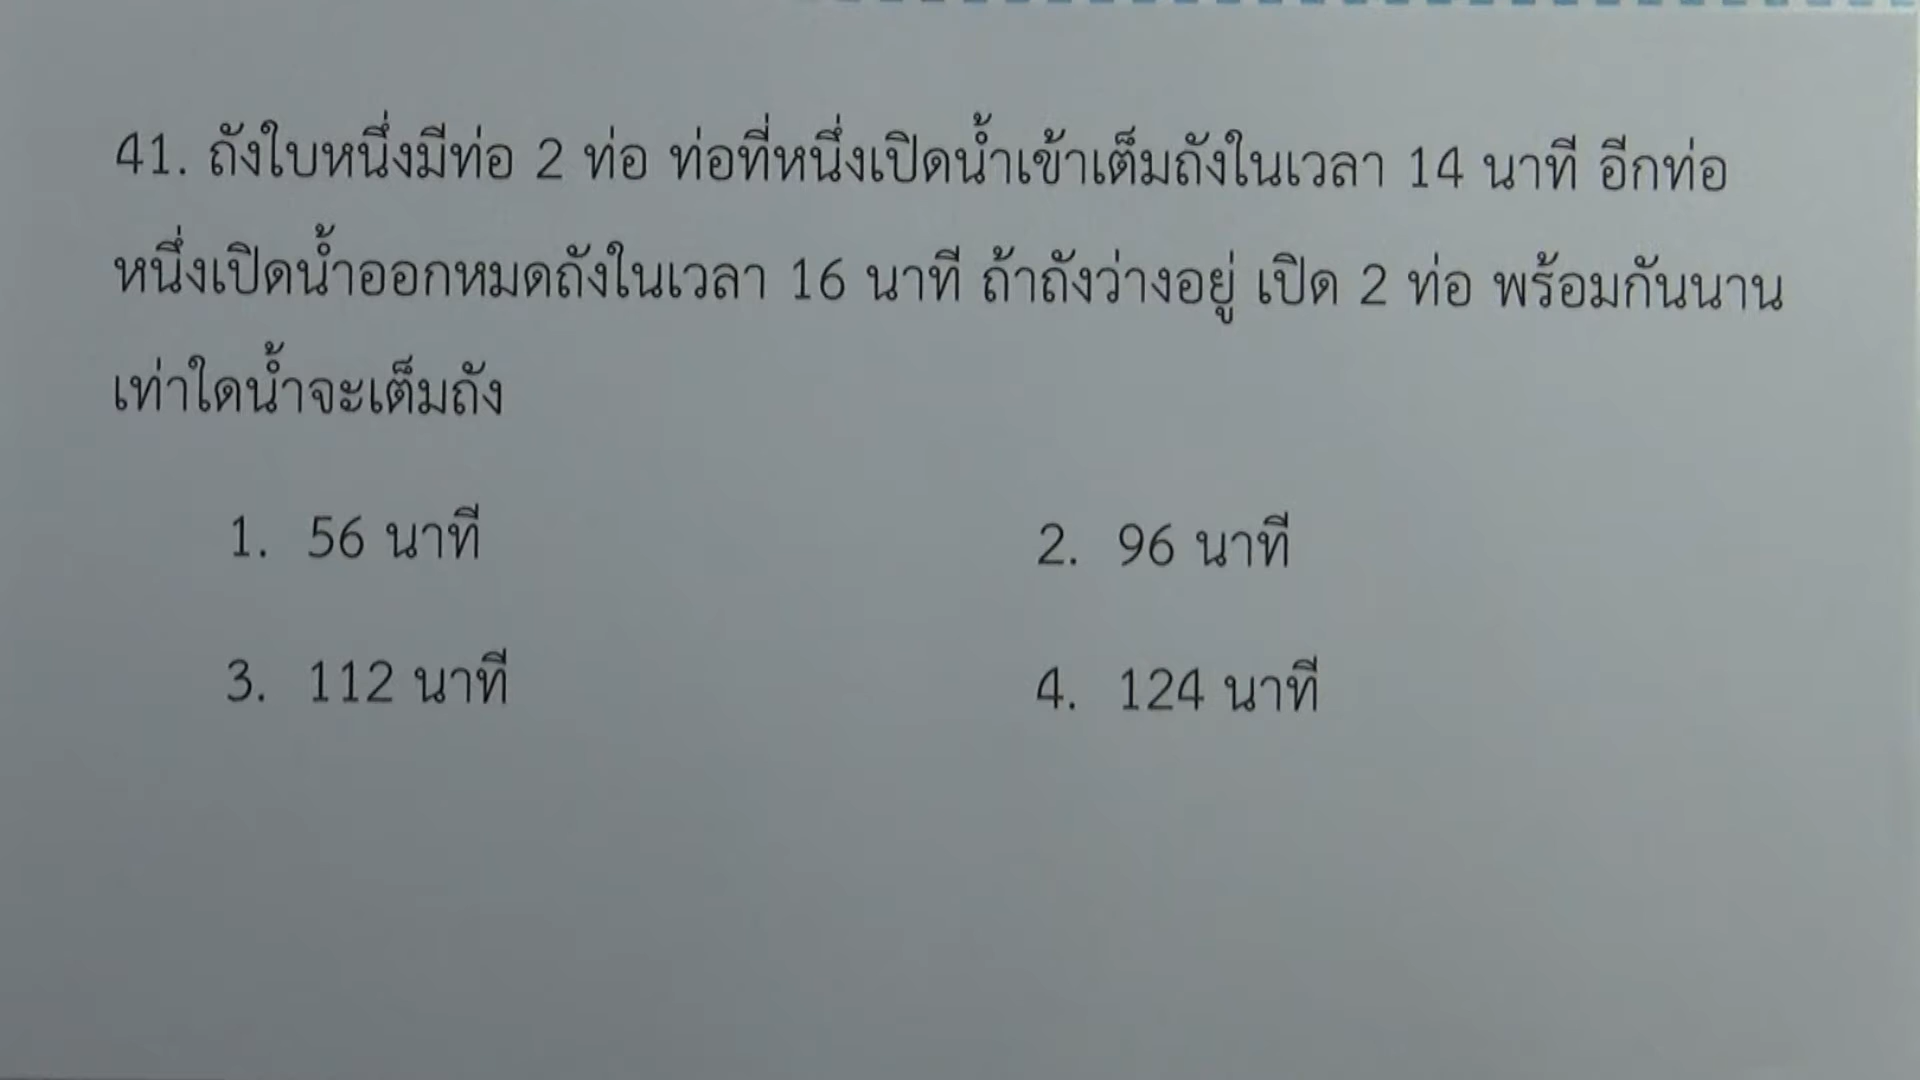 41. ถังใบหนึ่งมีท่อ 2 ท่อ ท่อที่หนึ่งเปิดน้ำเข้าเต็มถังในเวลา 14 นาที อีกท่อ
หนึ่งเปิดน้ำออกหมดถังในเวลา 16 นาที ถ้าถังว่างอยู่ เปิด 2 ท่อ พร้อมกันนาน
เท่าใดน้ำจะเต็มถัง
1. 56 นาที
2. 96 นาที
3. 112 นาที
4. 124 นาที